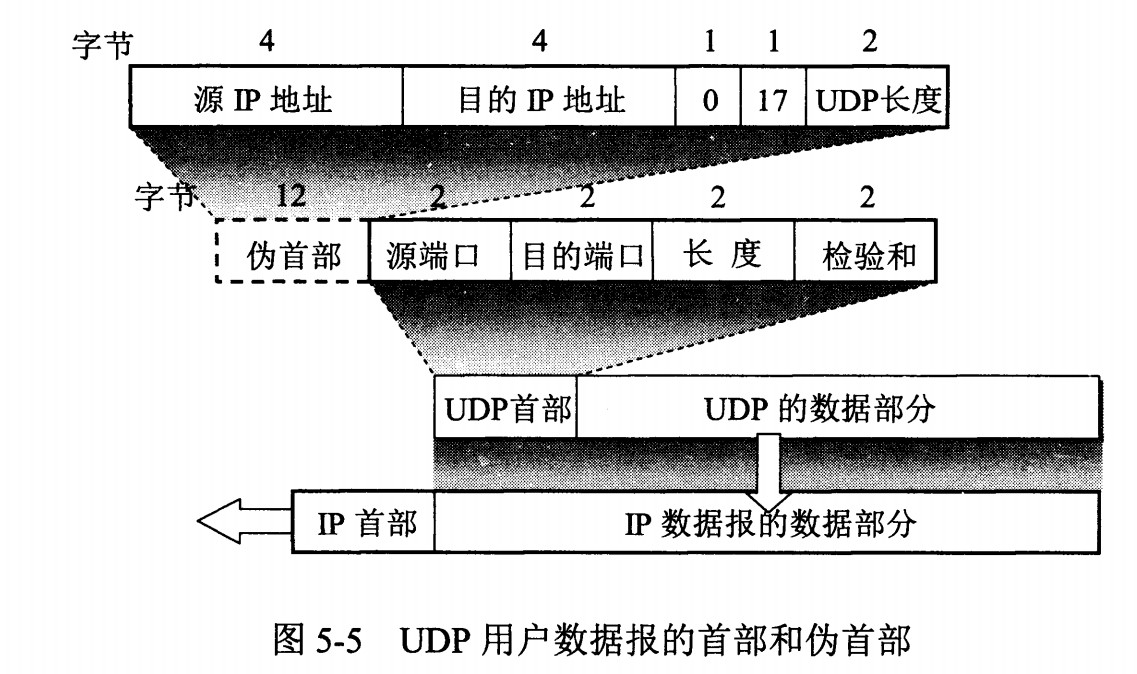 字节 4 4 1 1 2
源 IP 地址 目的 IP 地址 0 17 UDP长度
字节 12 2 2 2 2
伪首部 源端口 目的端口 长 度 检验和
UDP首部 UDP 的数据部分
IP 首部 IP 数据报的数据部分
图 5-5 UDP 用户数据报的首部和伪首部